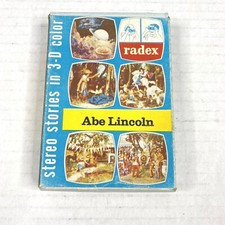 stereo stories in 3-D color
radex
Abe Lincoln